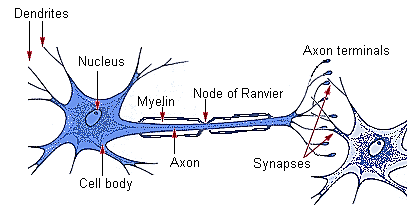 Dendrites
Nucleus
Axon terminals
Myelin
Node of Ranvier
Axon
Synapses
Cell body